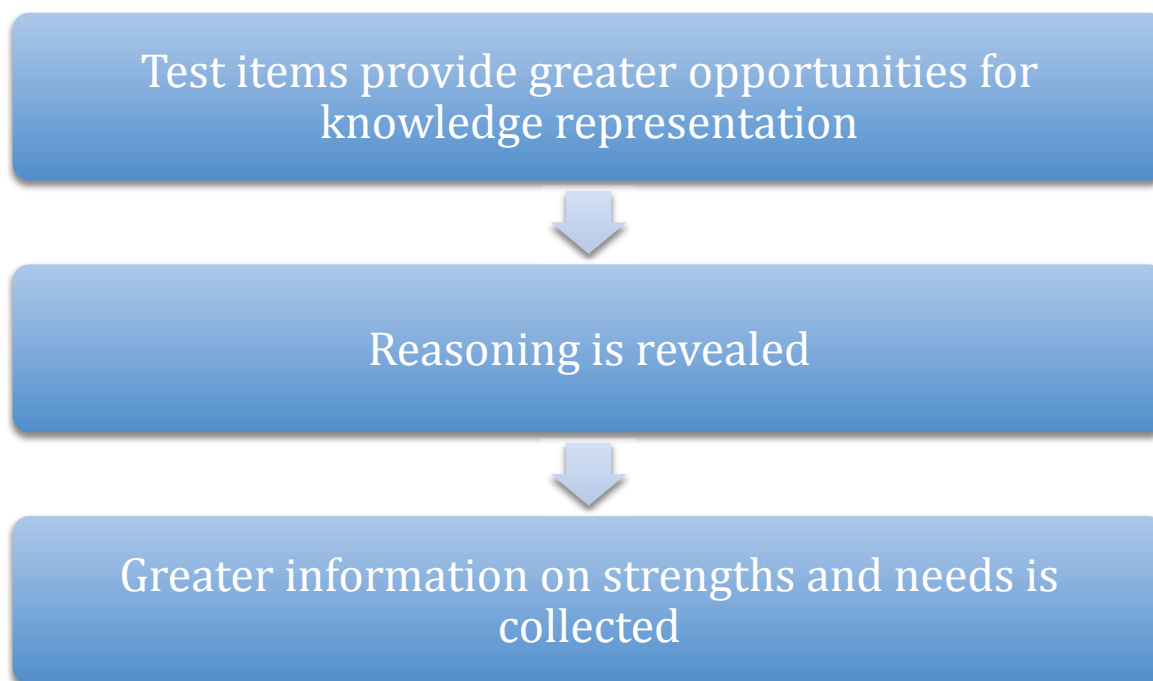 Test items provide greater opportunities for
knowledge representation
Reasoning is revealed
Greater information on strengths and needs is
collected